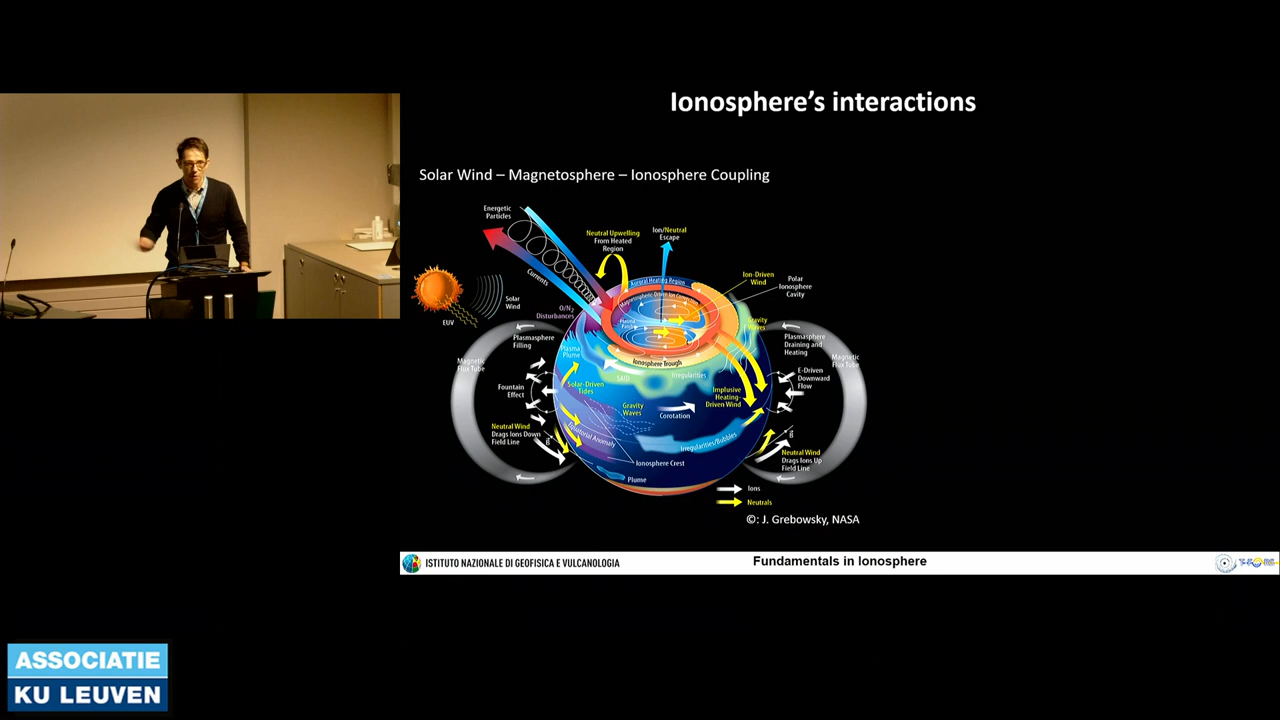 Ionosphere's interactions
Solar Wind – Magnetosphere – Ionosphere Coupling
Energetic
Particles
Currents
Neutral Upwelling
From Heated
Region
Ion/Neutral
Escape
Ion-Driven
Wind
Polar
Ionosphere
Cavity
Auroral Heating Region
Solar
Wind
EUV
O/N2
Disturbances
Plasma
Patch
Gravity
Waves
Plasmasphere
Filling
Plasmasphere
Draining and
Heating
Plasma
Plume
Ionosphere Trough
Magnetic
Flux Tube
Magnetic
Flux Tube
SAID
Irregularities
Fountain
Effect
Solar-Driven
Tides
E-Driven
Downward
Flow
Implusive
Heating-
Driven Wind
Gravity
Waves
Corotation
Neutral Wind
Drags Ions Down
Field Line
Equatorial Anomaly
Irregularities/Bubbles
Neutral Wind
Drags Ions Up
Field Line
Ionosphere Crest
Plume
Ions
Neutrals
©: J. Grebowsky, NASA
ISTITUTO NAZIONALE DI GEOFISICA E VULCANOLOGIA
Fundamentals in Ionosphere
ASSOCIATIE
KU LEUVEN